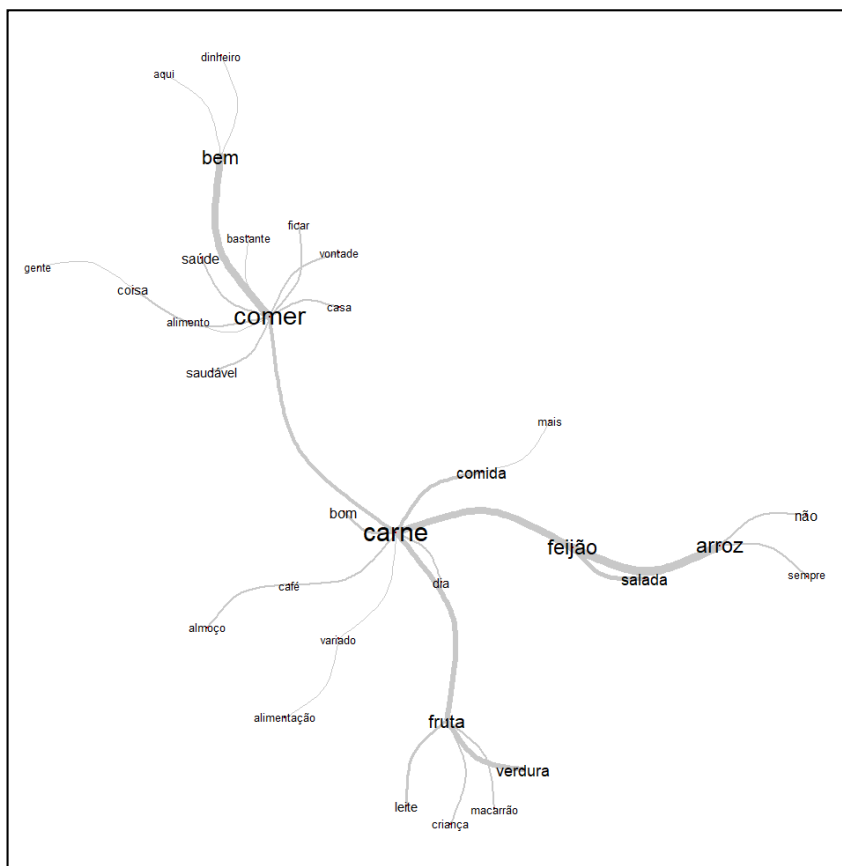 dinheiro
aqui
bem
ficar
bastante
vontade
saúde
gente
coisa
casa
comer
alimento
saudável
mais
comida
bom
não
carne
arroz
feijão
sempre
salada
dia
café
almoço
variado
alimentação
fruta
verdura
leite
macarrão
criança